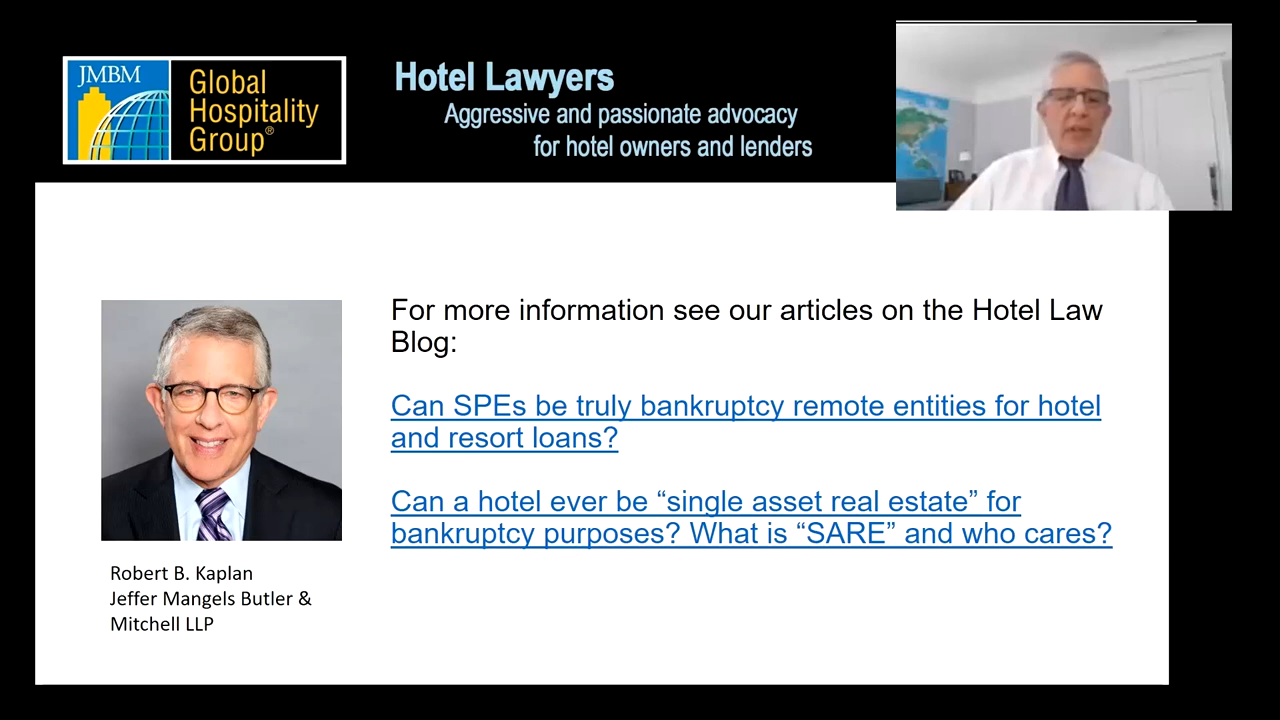 JMBM
Global
Hospitality
Group®
Hotel Lawyers
Aggressive and passionate advocacy
for hotel owners and lenders
For more information see our articles on the Hotel Law
Blog:
Can SPEs be truly bankruptcy remote entities for hotel
and resort loans?
Can a hotel ever be “single asset real estate” for
bankruptcy purposes? What is “SARE” and who cares?
Robert B. Kaplan
Jeffer Mangels Butler &
Mitchell LLP